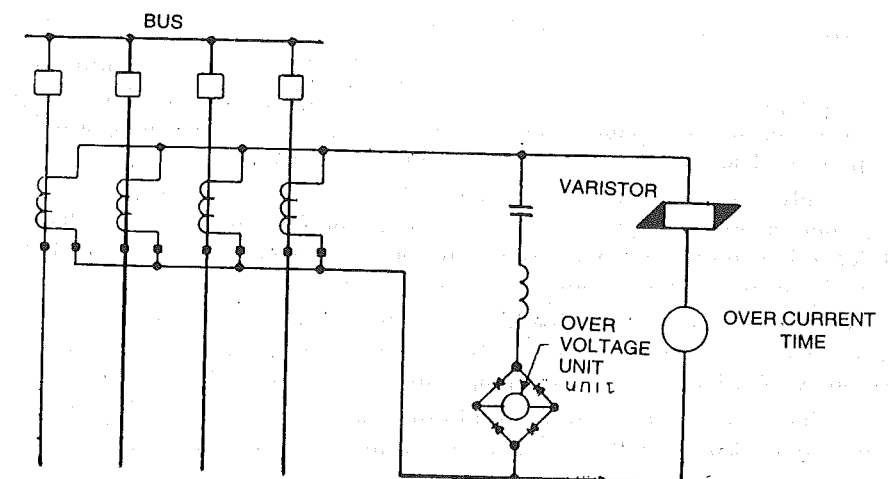 BUS
VARISTOR
OVER
VOLTAGE
UNIT
unit
OVER CURRENT
TIME